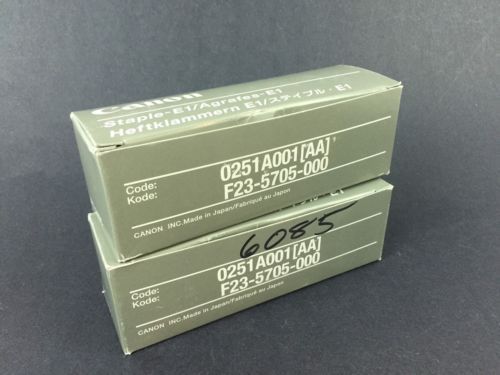 Canon
Staple-E1/Agrafes-E1
Heftklammern E1/ステイプル・E1
Code: 0251A001[AA]
Kode: F23-5705-000
CANON INC. Made in Japan/Fabriqué au Japon
6085
Code: 0251A001[AA]
Kode: F23-5705-000
CANON INC. Made in Japan/Fabriqué au Japon